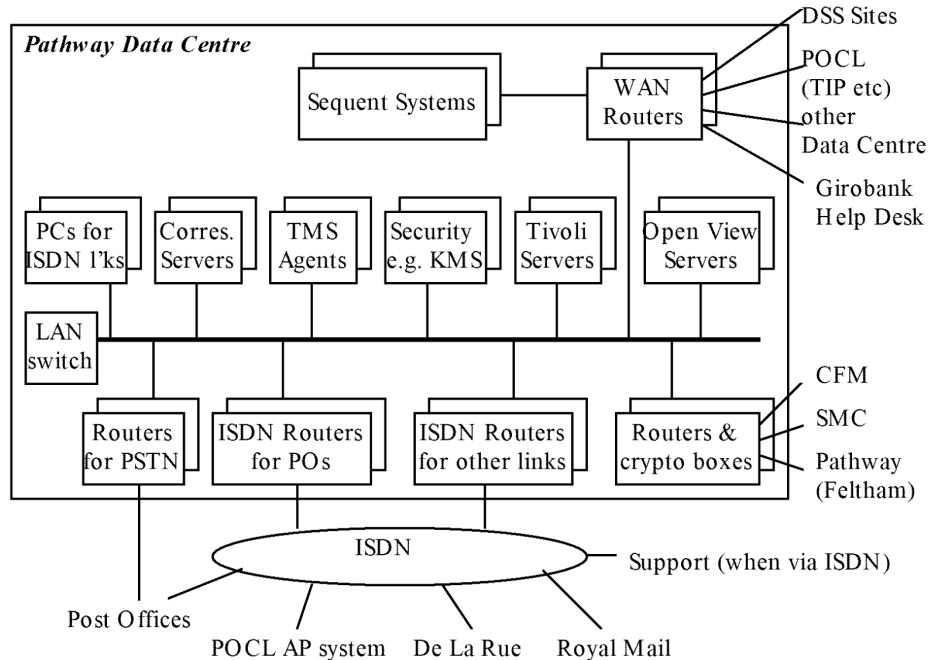 Pathway Data Centre
Sequent Systems
WAN
Routers
DSS Sites
POCL
(TIP etc)
other
Data Centre
Girobank
Help Desk
PCs for
ISDN l'ks
Corres.
Servers
TMS
Agents
Security
e.g. KMS
Tivoli
Servers
Open View
Servers
LAN
switch
Routers
for PSTN
ISDN Routers
for POs
ISDN Routers
for other links
Routers &
crypto boxes
CFM
SMC
Pathway
(Feltham)
ISDN
Support (when via ISDN)
Post Offices
POCL AP system
De La Rue
Royal Mail